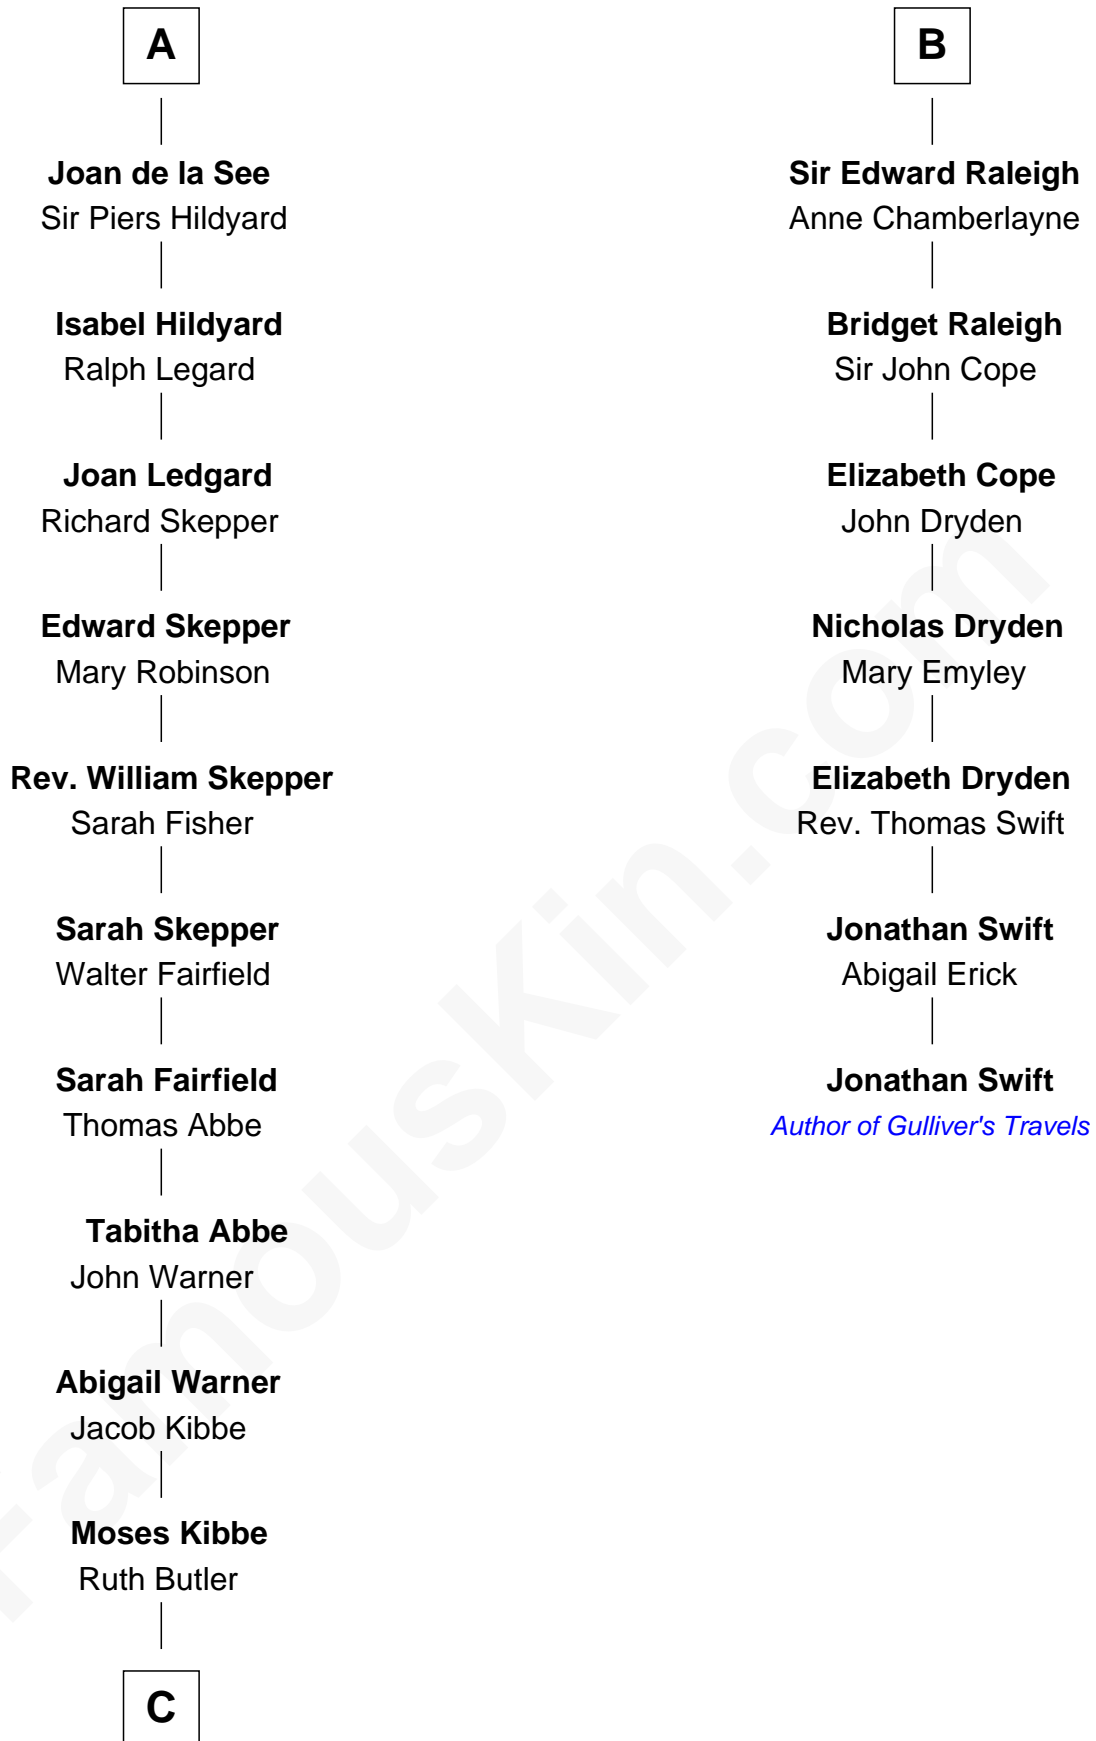 A
Joan de la See
Sir Piers Hildyard
Isabel Hildyard
Ralph Legard
Joan Ledgard
Richard Skepper
Edward Skepper
Mary Robinson
Rev. William Skepper
Sarah Fisher
Sarah Skepper
Walter Fairfield
Sarah Fairfield
Thomas Abbe
Tabitha Abbe
John Warner
Abigail Warner
Jacob Kibbe
Moses Kibbe
Ruth Butler
C
B
Sir Edward Raleigh
Anne Chamberlayne
Bridget Raleigh
Sir John Cope
Elizabeth Cope
John Dryden
Nicholas Dryden
Mary Emyley
Elizabeth Dryden
Rev. Thomas Swift
Jonathan Swift
Abigail Erick
Jonathan Swift
Author of Gulliver's Travels
FamousKin.com